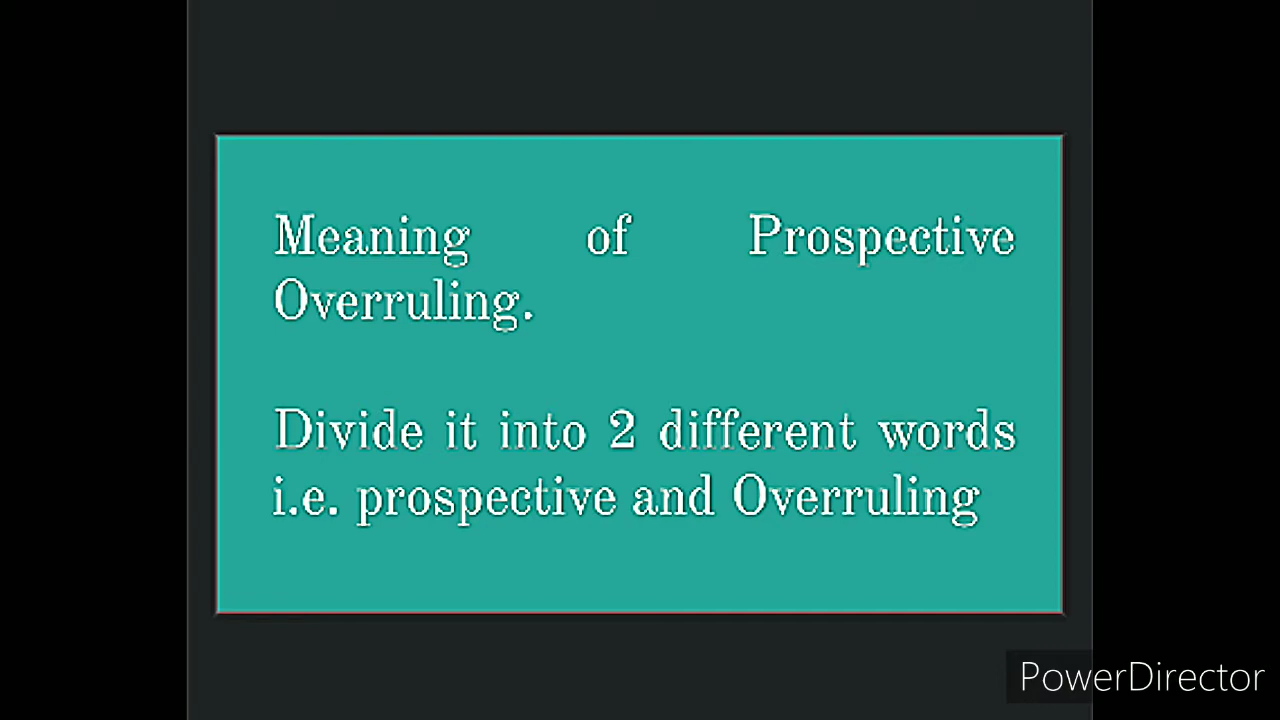 Meaning of Prospective
Overruling.
Divide it into 2 different words
i.e. prospective and Overruling
PowerDirector